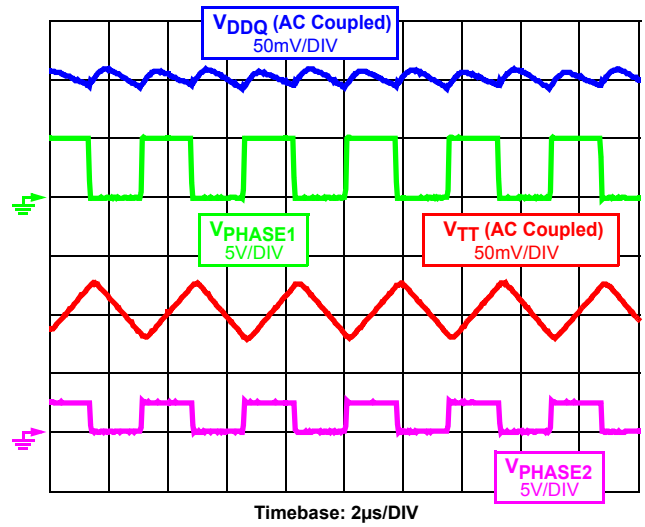 VDDQ (AC Coupled)
50mV/DIV
VPHASE1
5V/DIV
VTT (AC Coupled)
50mV/DIV
VPHASE2
5V/DIV
Timebase: 2µs/DIV